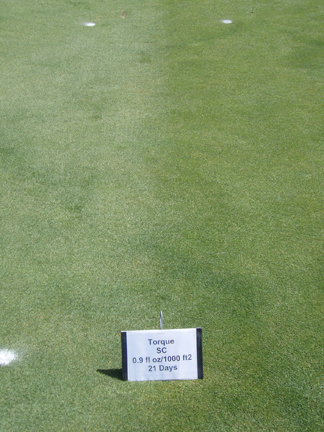 Torque
SC
0.9 fl oz/1000 ft2
21 Days